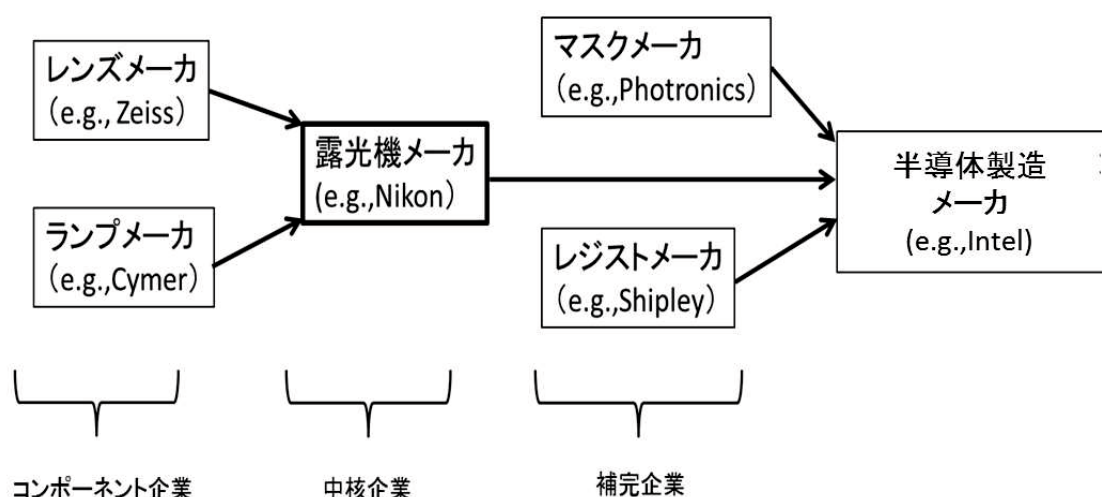 レンズメーカ
（e.g., Zeiss）
ランプメーカ
（e.g.,Cymer）
露光機メーカ
(e.g.,Nikon）
マスクメーカ
（e.g.,Photronics）
レジストメーカ
（e.g.,Shipley）
半導体製造
メーカ
(e.g.,Intel)
コンポーネント企業
中核企業
補完企業